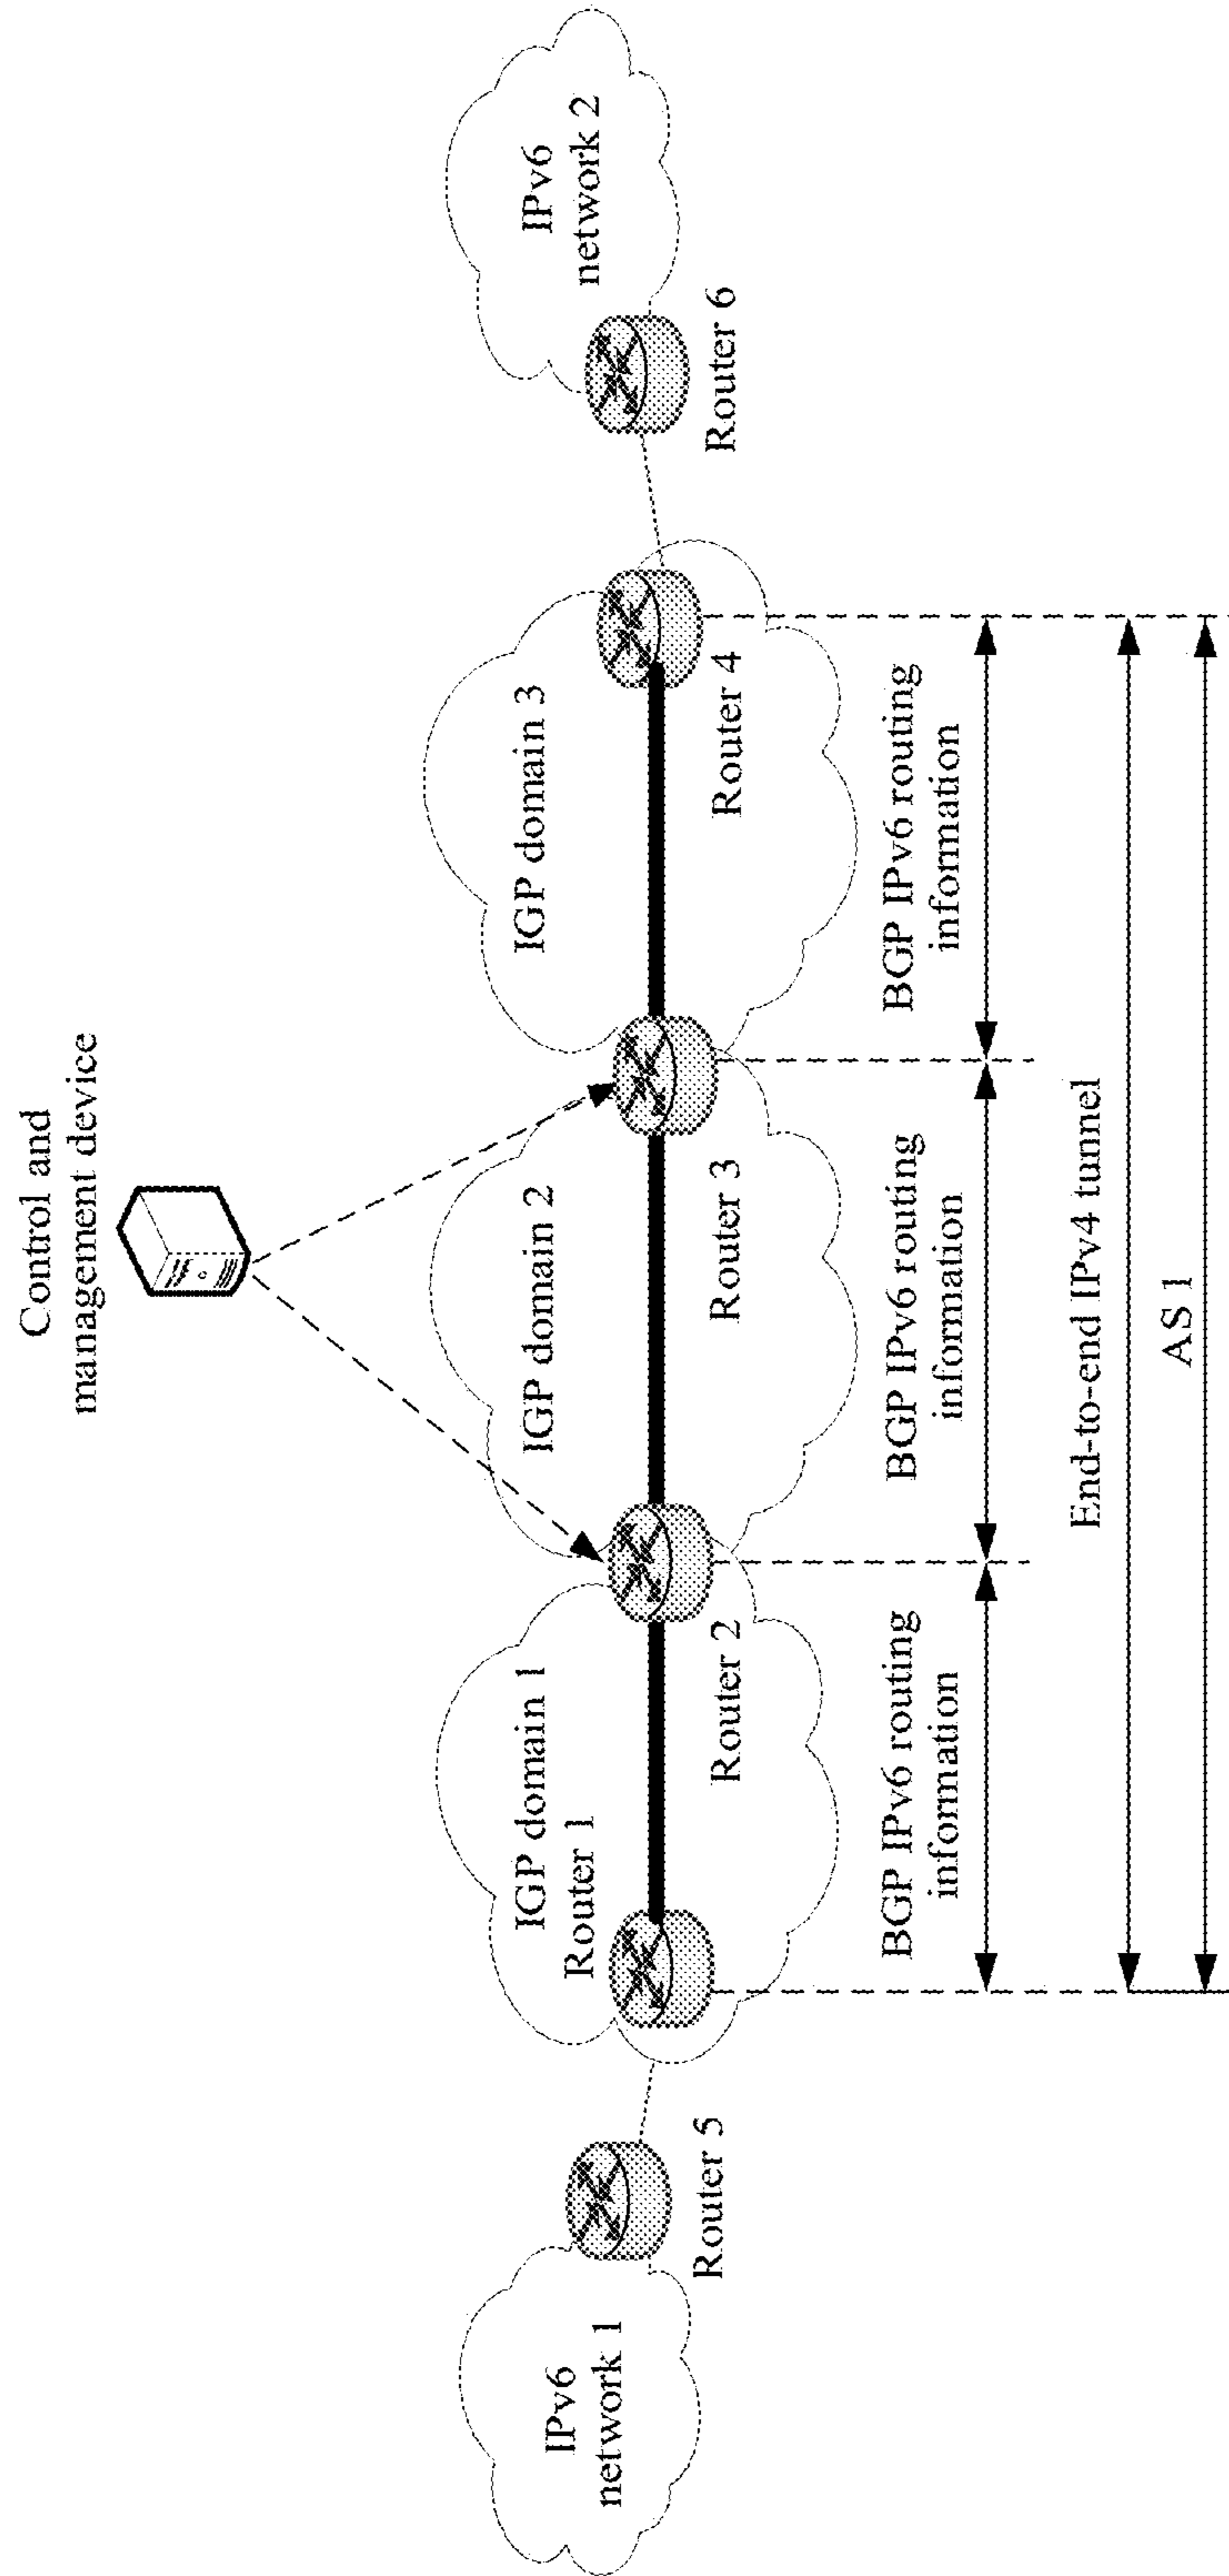 Control and
management device
IPv6
network 1
Router 5
IGP domain 1
Router 1
Router 2
IGP domain 2
Router 3
IGP domain 3
Router 4
IPv6
network 2
Router 6
BGP IPv6 routing
information
BGP IPv6 routing
information
BGP IPv6 routing
information
End-to-end IPv4 tunnel
AS 1